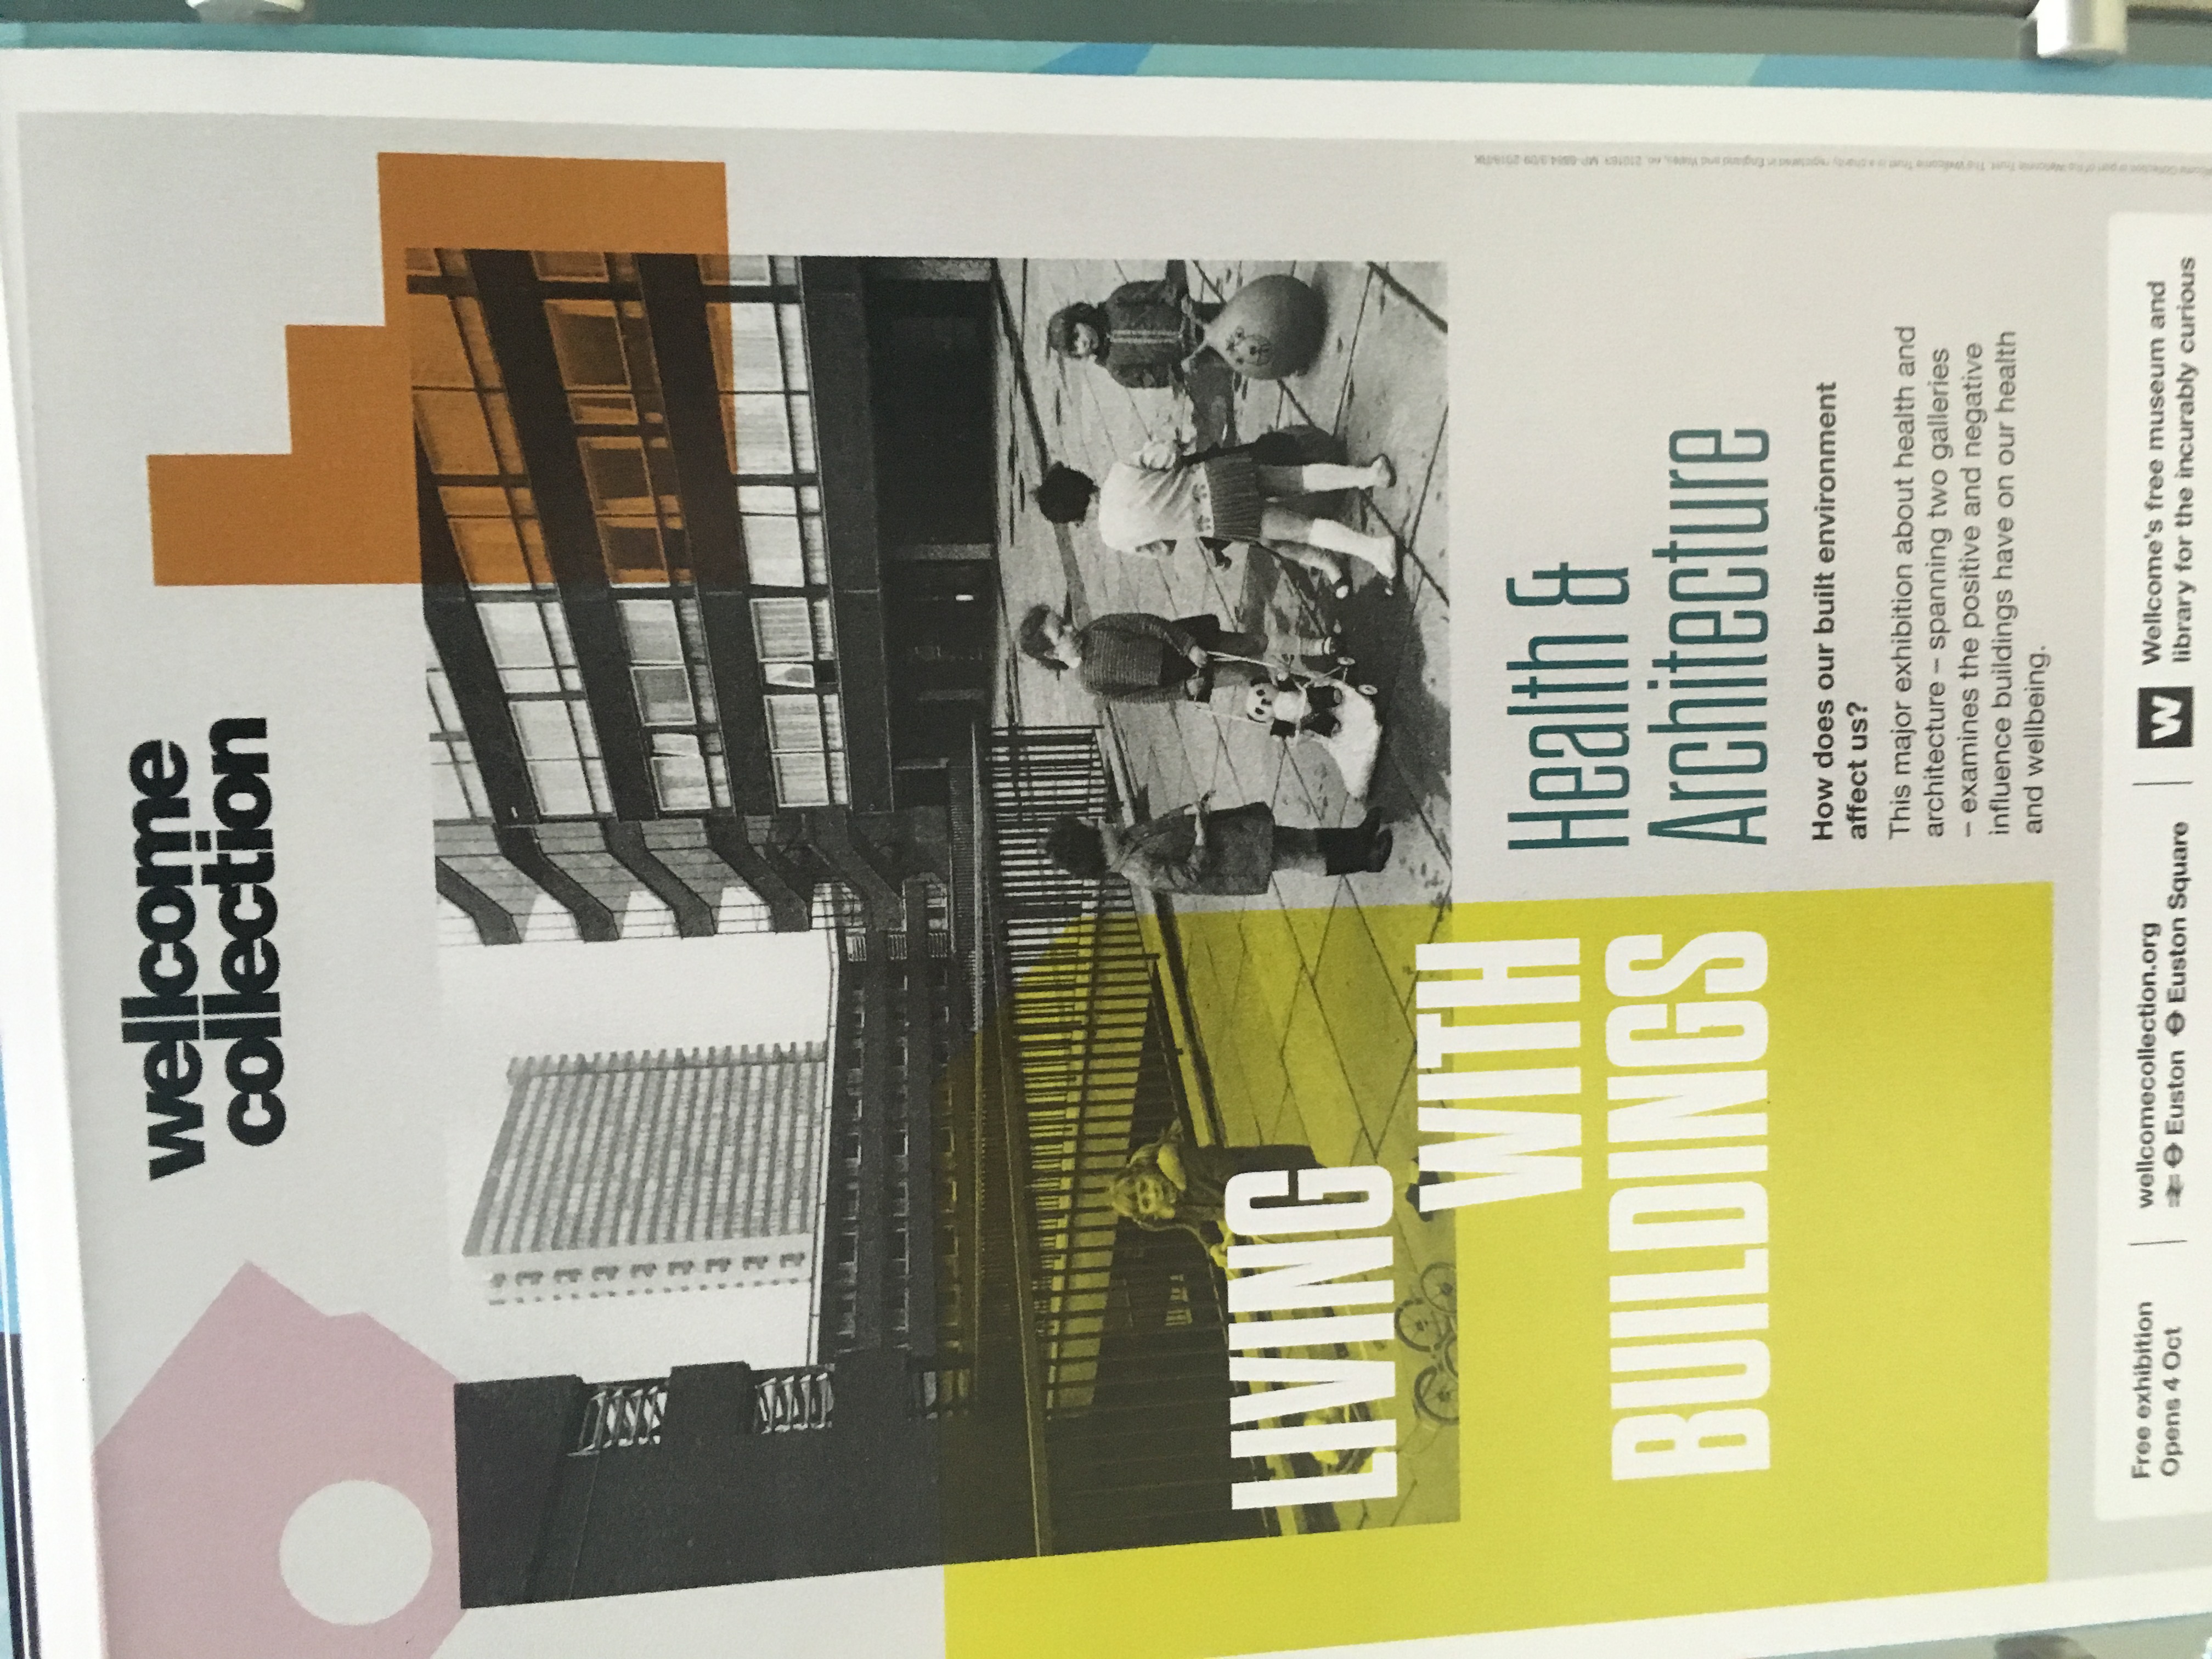 wellcome
collection
LIVING
WITH
BUILDINGS
Health &
Architecture
How does our built environment
affect us?
This major exhibition about health and
architecture – spanning two galleries
– examines the positive and negative
influence buildings have on our health
and wellbeing.
Free exhibition
Opens 4 Oct
wellcomecollection.org
Euston Euston Square
W
Wellcome's free museum and
library for the incurably curious